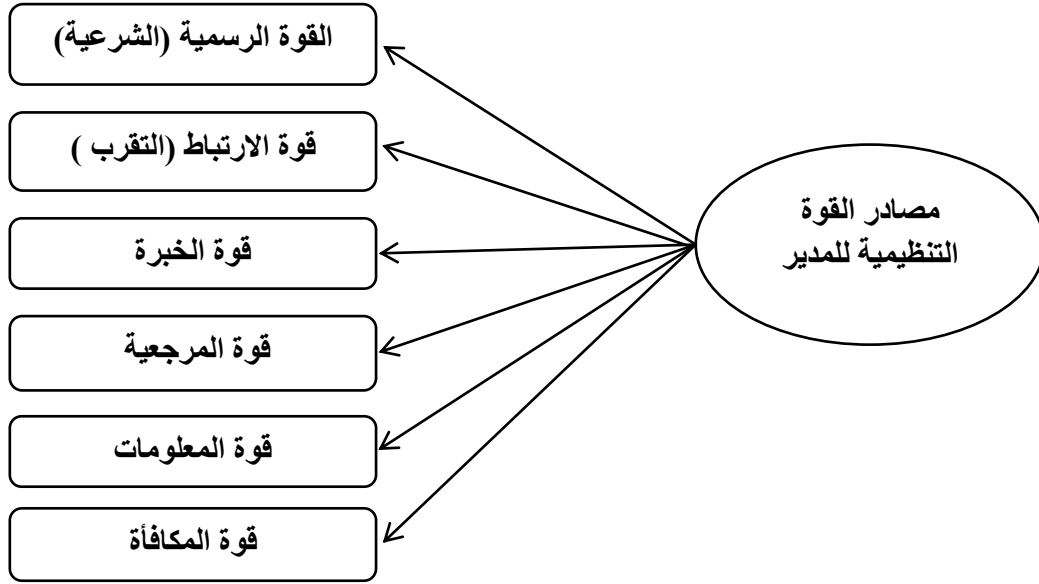 مصادر القوة
التنظيمية للمدير
القوة الرسمية (الشرعية)
قوة الارتباط (التقرب )
قوة الخبرة
قوة المرجعية
قوة المعلومات
قوة المكافأة